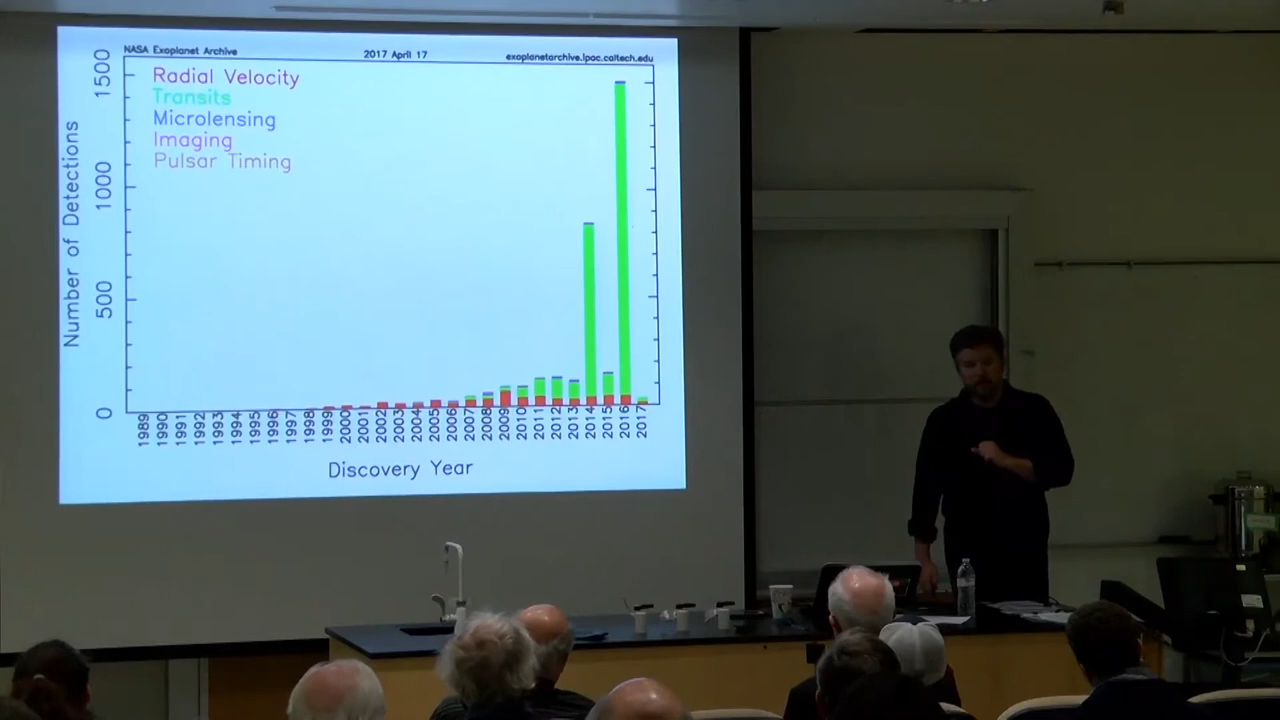 NASA Exoplanet Archive 2017 April 17 exoplanetarchive.ipac.caltech.edu
Radial Velocity
Transits
Microlensing
Imaging
Pulsar Timing
Number of Detections
1500
1000
500
0
1989 1990 1991 1992 1993 1994 1995 1996 1997 1998 1999 2000 2001 2002 2003 2004 2005 2006 2007 2008 2009 2010 2011 2012 2013 2014 2015 2016 2017
Discovery Year